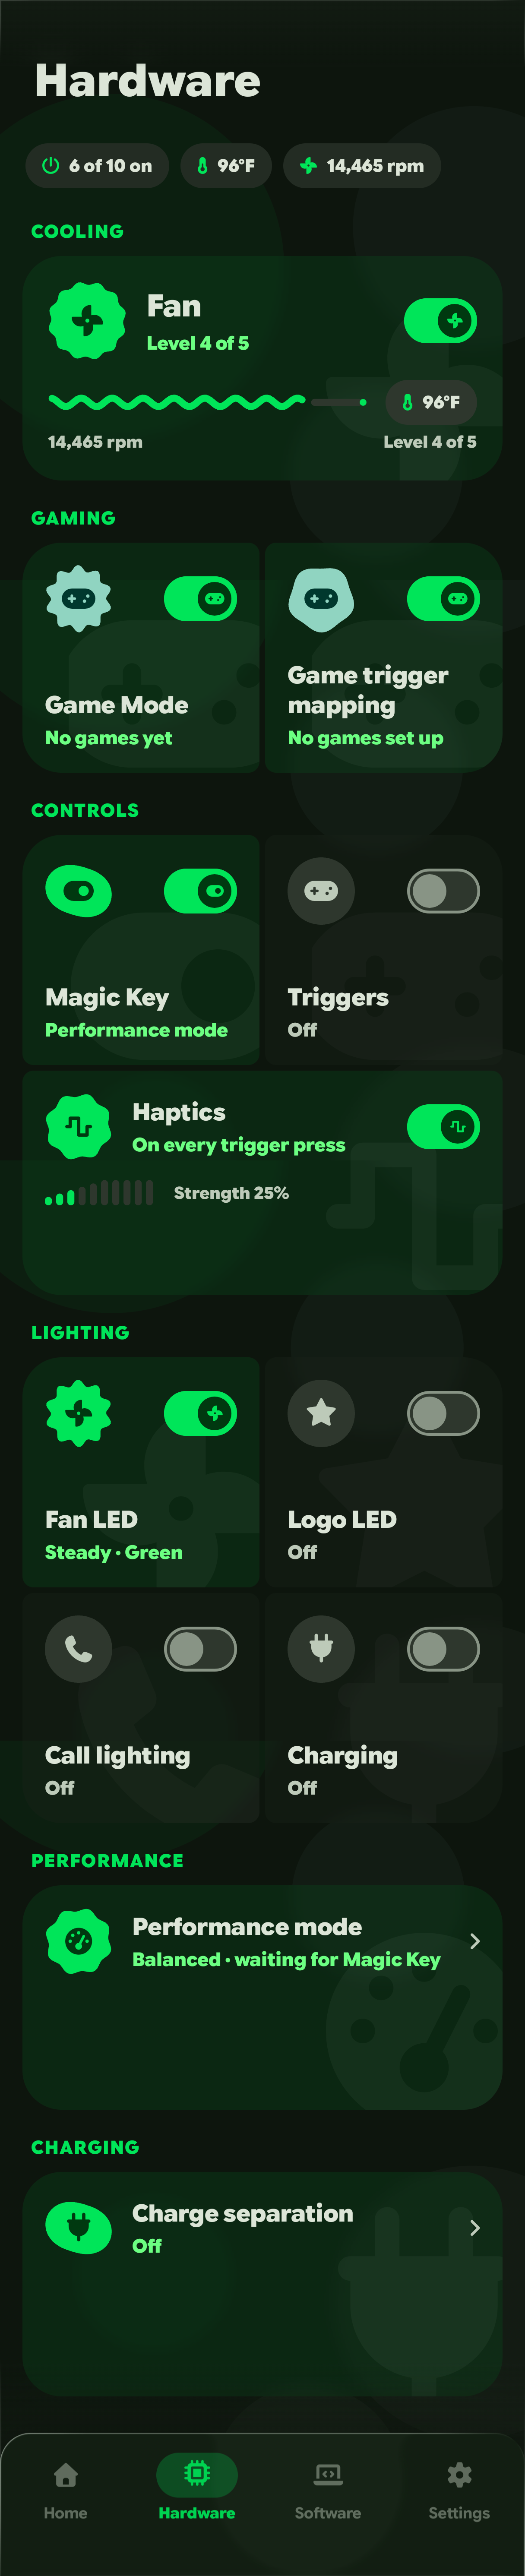 Hardware
6 of 10 on
96°F
14,465 rpm
COOLING
Fan
Level 4 of 5
96°F
14,465 rpm
Level 4 of 5
GAMING
Game Mode
No games yet
Game trigger
mapping
No games set up
CONTROLS
Magic Key
Performance mode
Triggers
Off
Haptics
On every trigger press
Strength 25%
LIGHTING
Fan LED
Steady · Green
Logo LED
Off
Call lighting
Off
Charging
Off
PERFORMANCE
Performance mode
Balanced · waiting for Magic Key
CHARGING
Charge separation
Off
Home
Hardware
Software
Settings